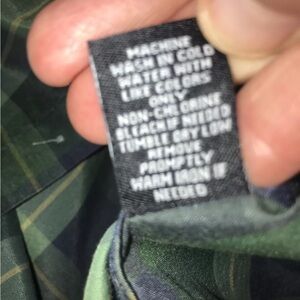 MACHINE
WASH IN COLD
WATER WITH
LIKE COLORS
ONLY
NON-CHLORINE
BLEACH IF NEEDED
TUMBLE DRY LOW
REMOVE
PROMPTLY
WARM IRON IF
NEEDED